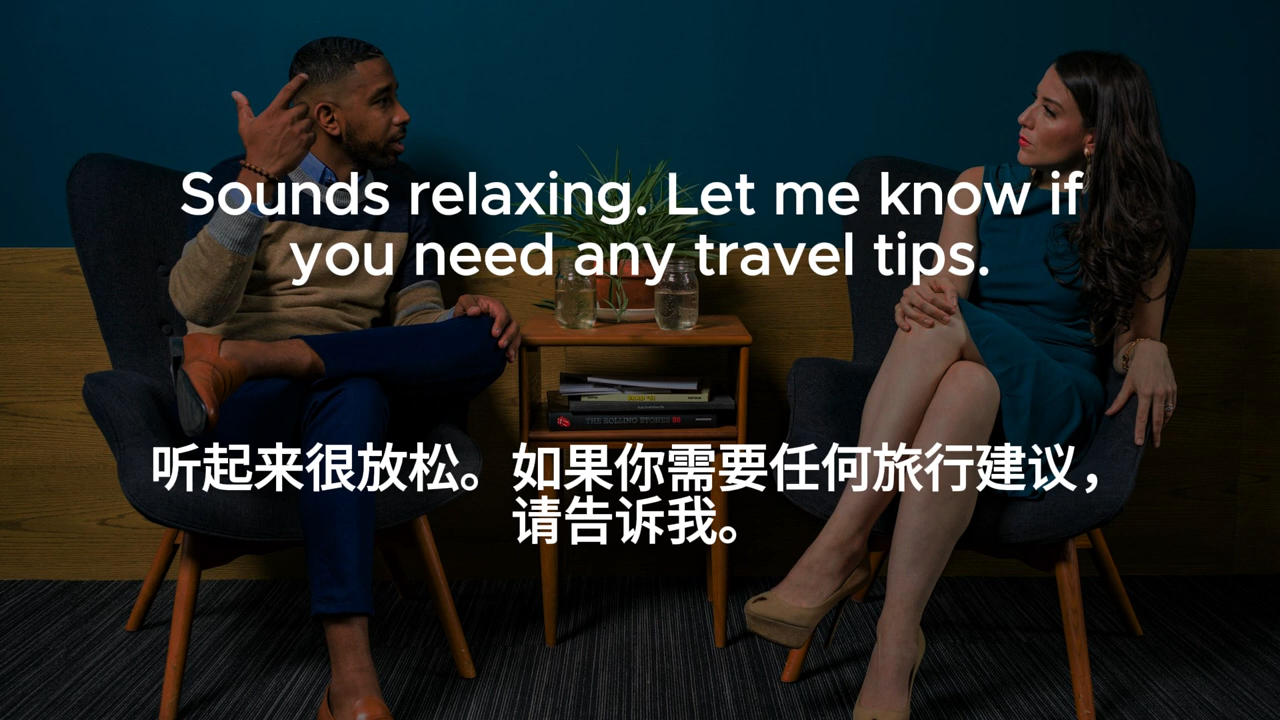 Sounds relaxing. Let me know if
you need any travel tips.
THE ROLLING STONES
听起来很放松。如果你需要任何旅行建议，
请告诉我。